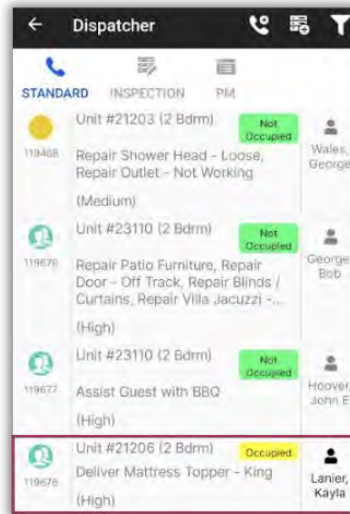 Dispatcher
STANDARD INSPECTION PM
Unit #21203 (2 Bdrm)
Not
Occupied
119468
Repair Shower Head - Loose,
Repair Outlet - Not Working
(Medium)
Wales,
George
Unit #23110 (2 Bdrm)
Not
Occupied
119676
Repair Patio Furniture, Repair
Door - Off Track, Repair Blinds /
Curtains, Repair Villa Jacuzzi -...
(High)
George,
Bob
Unit #23110 (2 Bdrm)
Not
Occupied
119677
Assist Guest with BBQ
(High)
Hoover,
John E
Unit #21206 (2 Bdrm)
Occupied
119678
Deliver Mattress Topper - King
(High)
Lanier,
Kayla